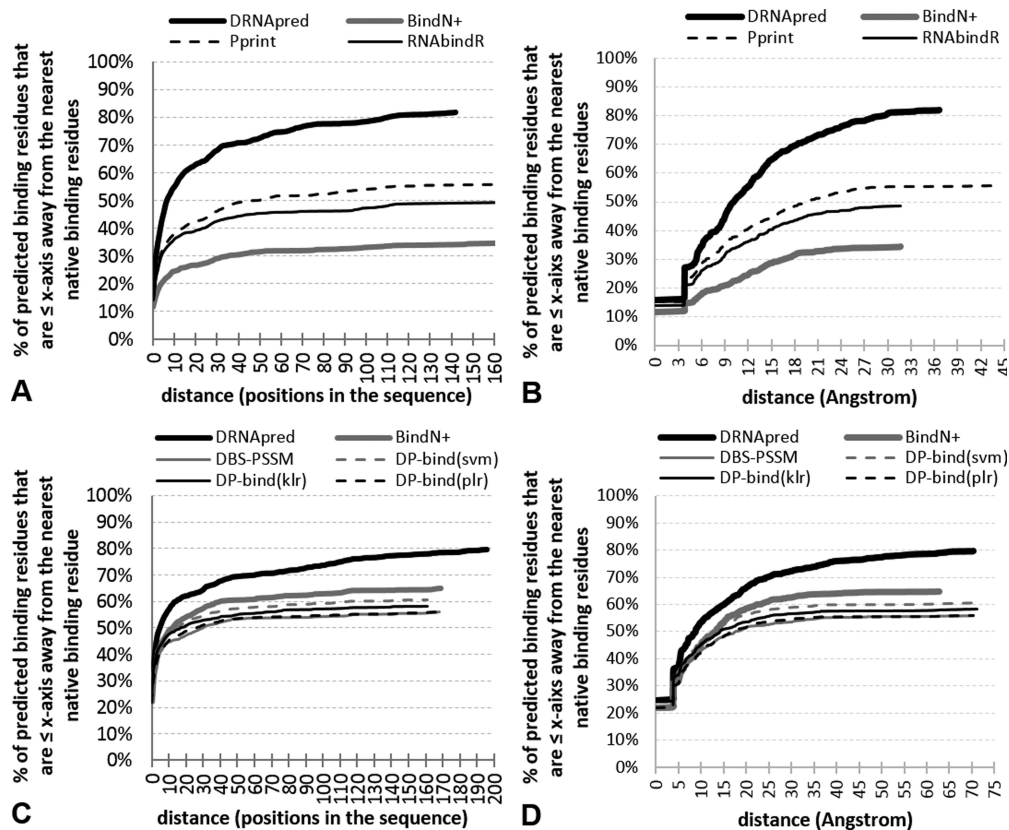 DRNApred BindN+
Pprint RNAbindR
% of predicted binding residues that
are ≤ x-axis away from the nearest
native binding residues
100%
90%
80%
70%
60%
50%
40%
30%
20%
10%
0%
0 10 20 30 40 50 60 70 80 90 100 110 120 130 140 150 160
distance (positions in the sequence)
A
DRNApred BindN+
Pprint RNAbindR
% of predicted binding residues that
are ≤ x-aixs away from the nearest
native binding residues
100%
90%
80%
70%
60%
50%
40%
30%
20%
10%
0%
0 3 6 9 12 15 18 21 24 27 30 33 36 39 42 45
distance (Angstrom)
B
DRNApred BindN+
DBS-PSSM DP-bind(svm)
DP-bind(klr) DP-bind(plr)
% of predicted binding residues that
are ≤ x-axis away from the nearest
native binding residue
100%
90%
80%
70%
60%
50%
40%
30%
20%
10%
0%
0 10 20 30 40 50 60 70 80 90 100 110 120 130 140 150 160 170 180 190 200
distance (positions in the sequence)
C
DRNApred BindN+
DBS-PSSM DP-bind(svm)
DP-bind(klr) DP-bind(plr)
% of predicted binding residues that
are ≤ x-axis away from the nearest
native binding residues
100%
90%
80%
70%
60%
50%
40%
30%
20%
10%
0%
0 5 10 15 20 25 30 35 40 45 50 55 60 65 70 75
distance (Angstrom)
D